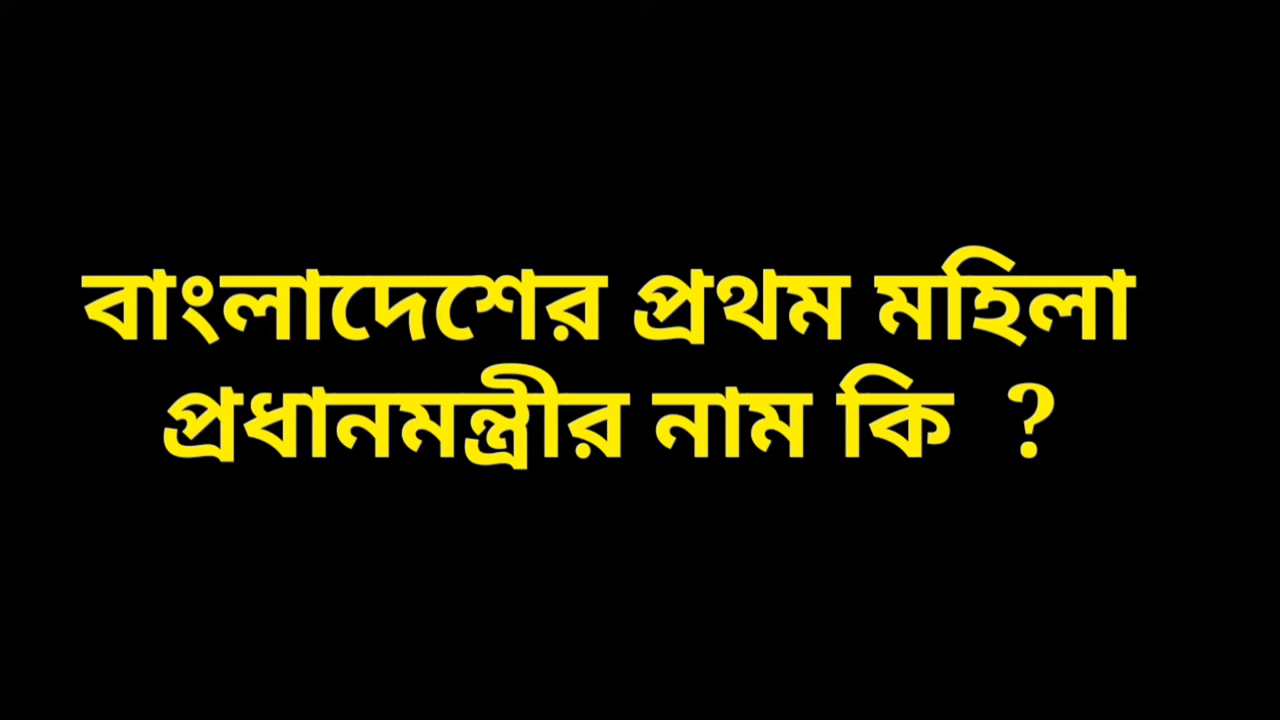 বাংলাদেশের প্রথম মহিলা
প্রধানমন্ত্রীর নাম কি ?